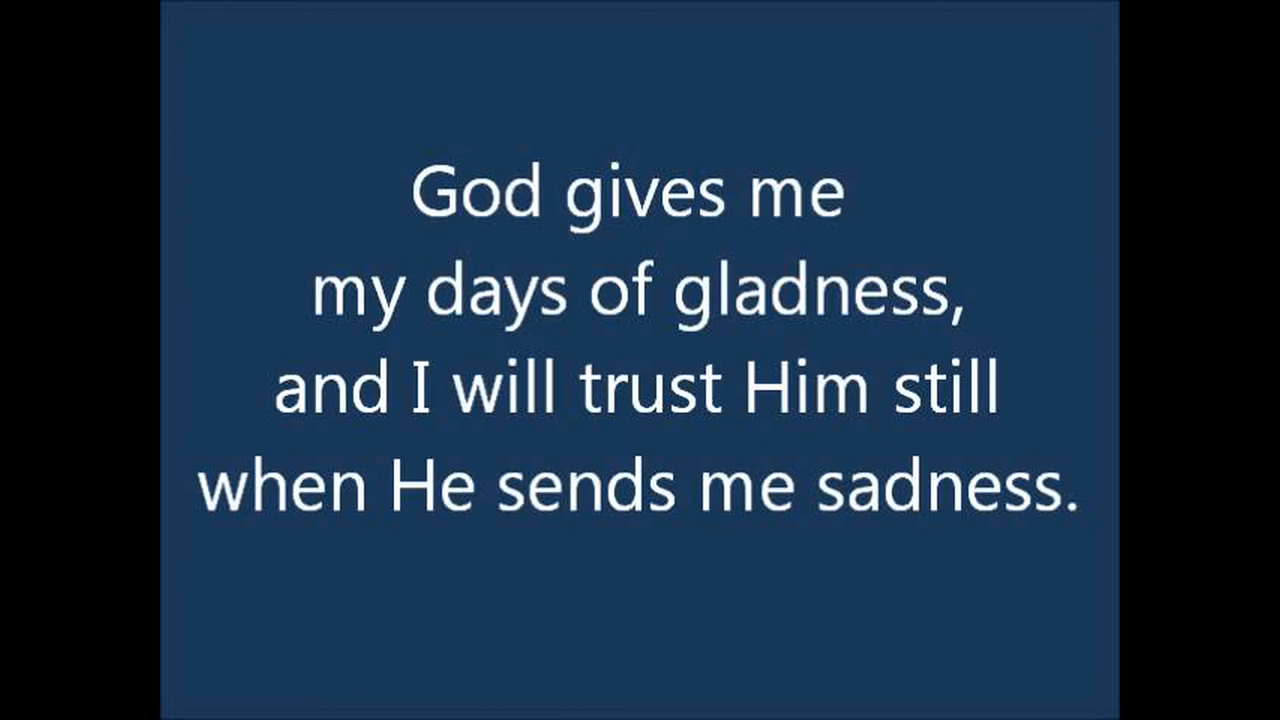 God gives me
my days of gladness,
and I will trust Him still
when He sends me sadness.